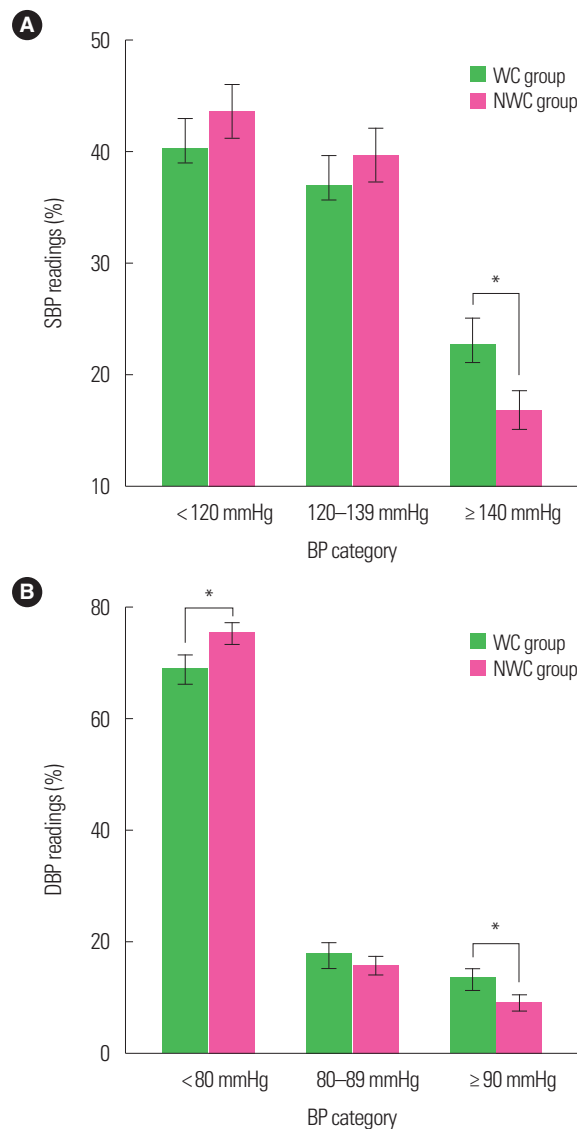 A
50
40
30
20
10
SBP readings (%)
WC group
NWC group
*
< 120 mmHg 120–139 mmHg ≥ 140 mmHg
BP category
B
80
60
40
20
0
DBP readings (%)
*
WC group
NWC group
*
< 80 mmHg 80–89 mmHg ≥ 90 mmHg
BP category